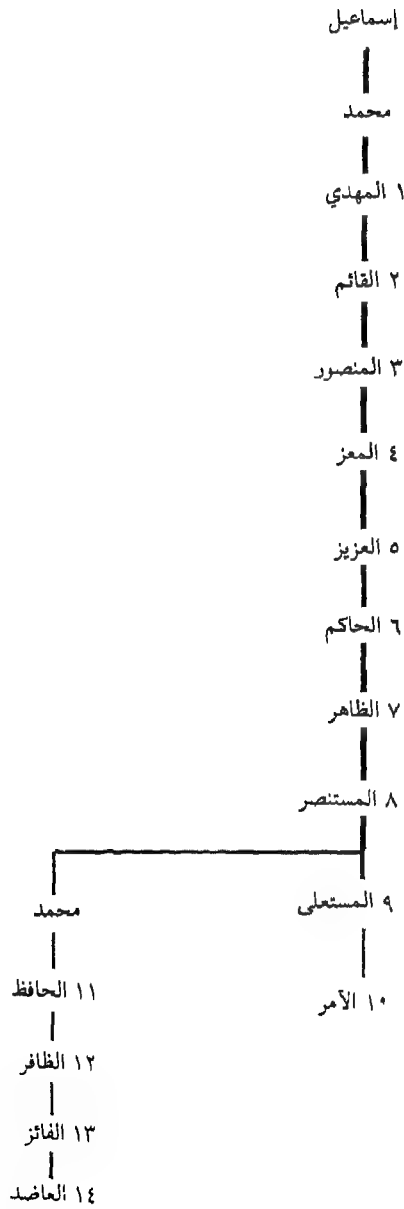 إسماعيل
محمد
١ المهدي
٢ القائم
٣ المنصور
٤ المعز
٥ العزيز
٦ الحاكم
٧ الظاهر
٨ المستنصر
٩ المستعلى
محمد
١٠ الآمر
١١ الحافظ
١٢ الظافر
١٣ الفائز
١٤ العاضد